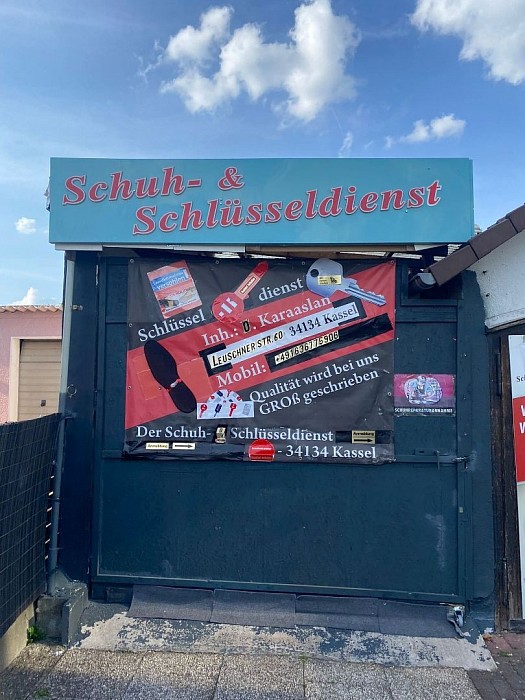 Schuh- &
Schlüsseldienst
Schlüssel dienst
Inh.: D. Karaaslan
LEUSCHNER STR.60 34134 Kassel
Mobil:
Qualität wird bei uns
GROß geschrieben
Der Schuh- & Schlüsseldienst
- 34134 Kassel
SCHUHREPARATURANNAHME